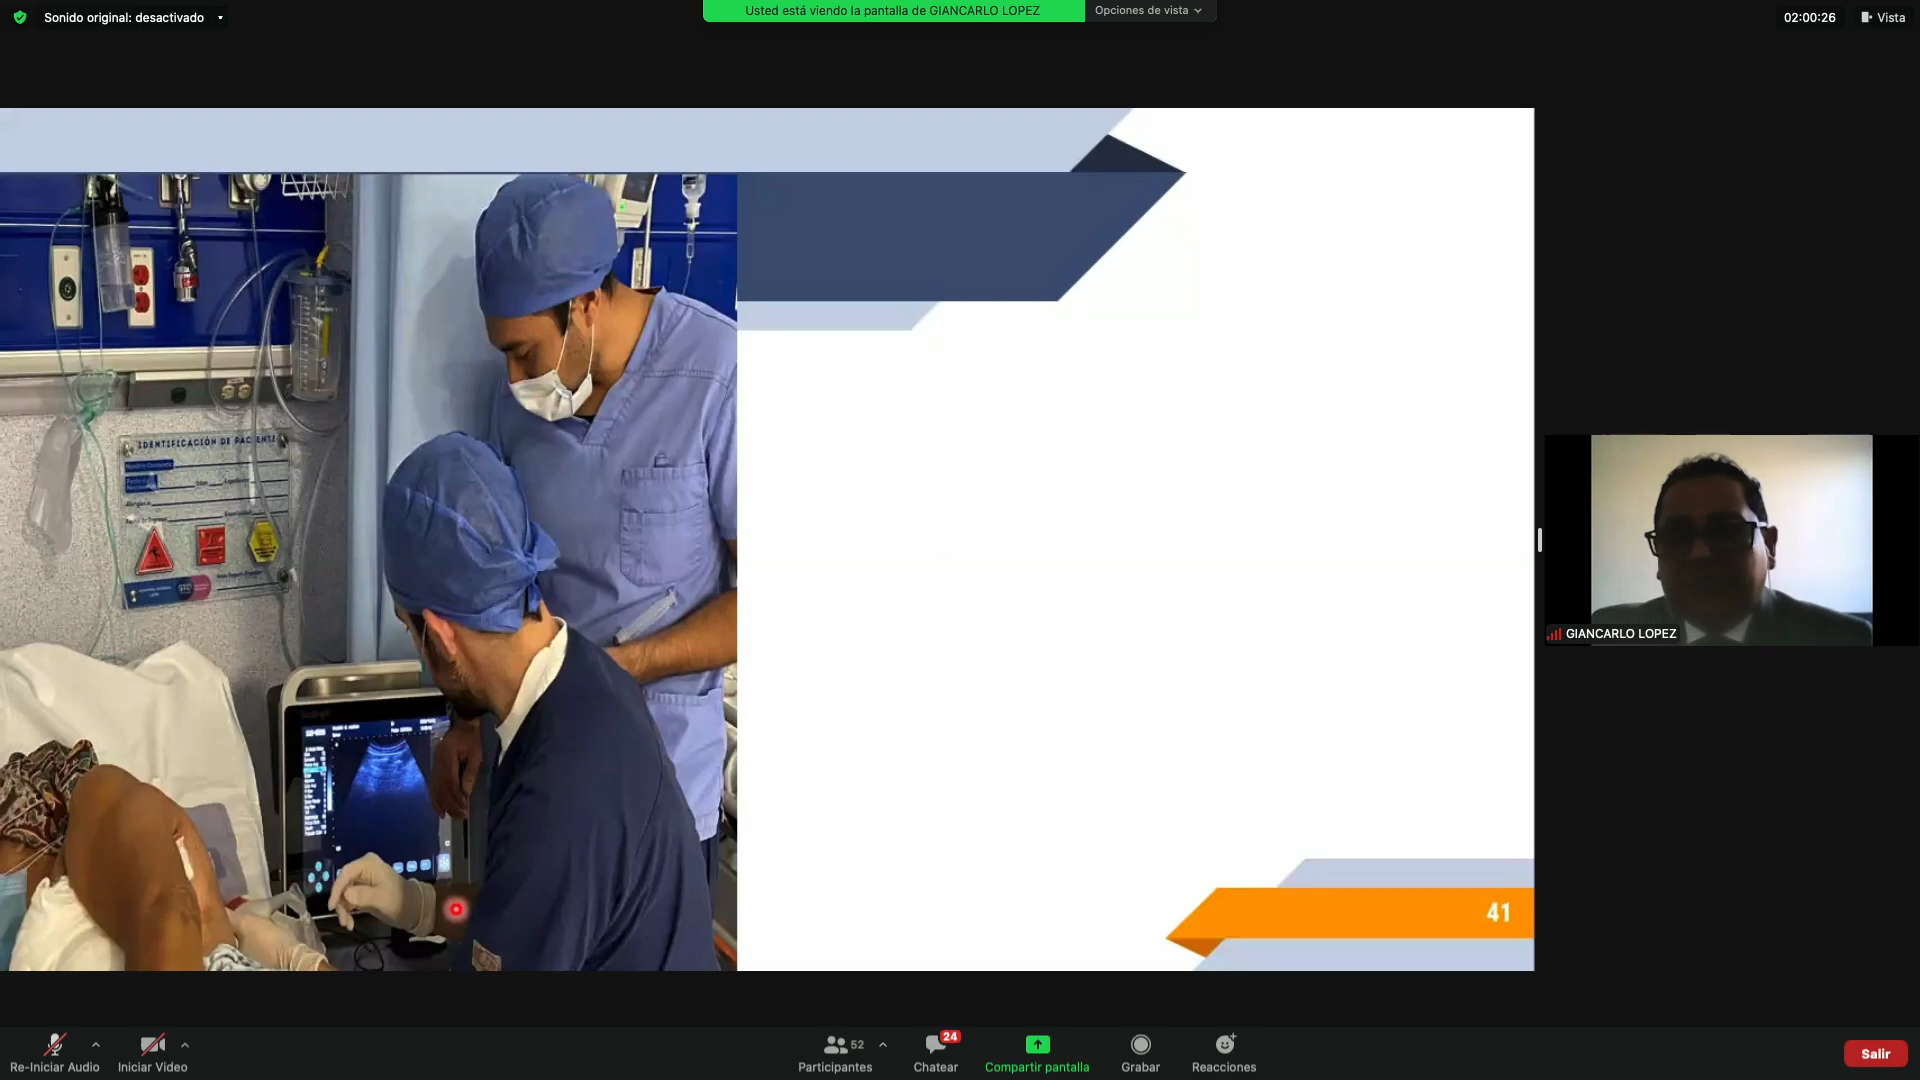 Sonido original: desactivado
Usted está viendo la pantalla de GIANCARLO LOPEZ
Opciones de vista
02:00:26
Vista
IDENTIFICACIÓN DE PACIENTE
GIANCARLO LOPEZ
41
Re-Iniciar Audio
Iniciar Video
52
Participantes
24
Chatear
Compartir pantalla
Grabar
Reacciones
Salir